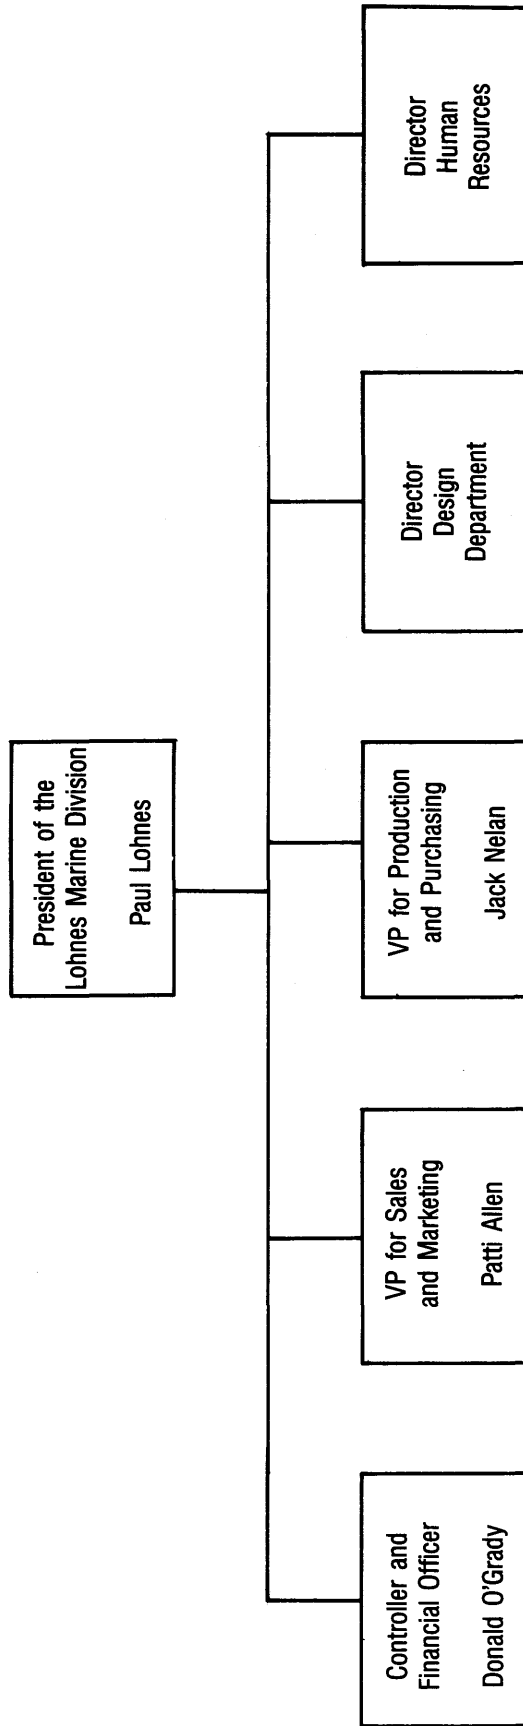 President of the
Lohnes Marine Division
Paul Lohnes
Controller and
Financial Officer
Donald O'Grady
VP for Sales
and Marketing
Patti Allen
VP for Production
and Purchasing
Jack Nelan
Director
Design
Department
Director
Human
Resources